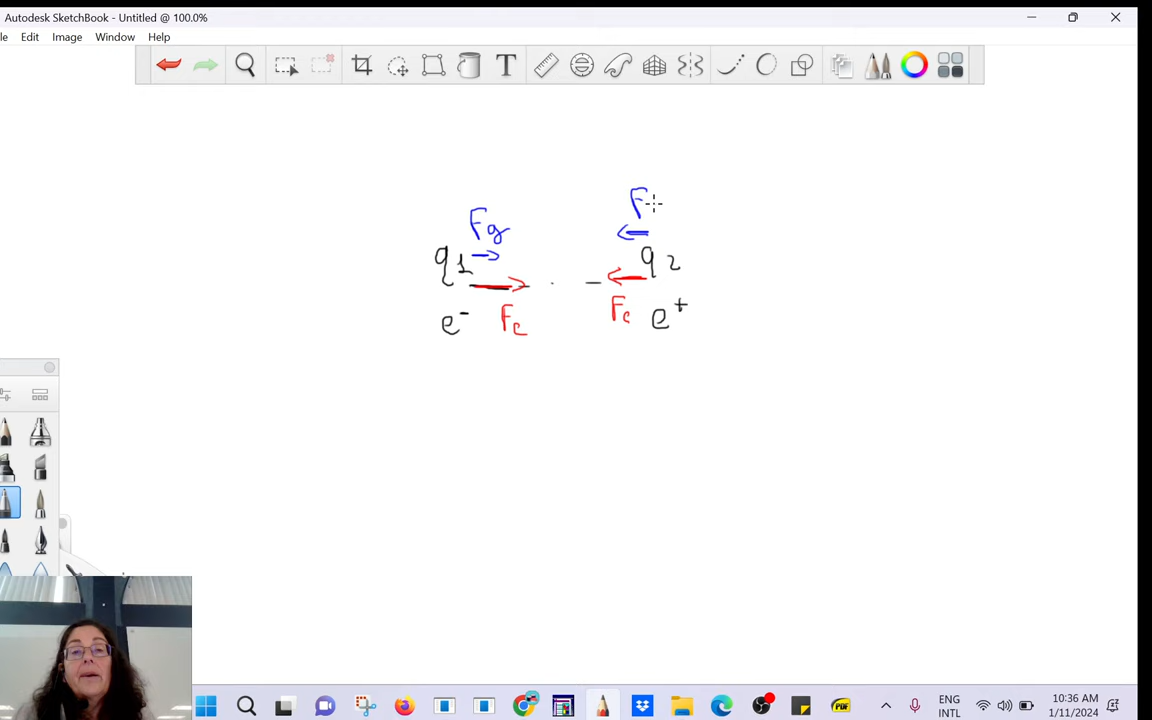 Autodesk SketchBook - Untitled @ 100.0%
le Edit Image Window Help
T
F
Fg
q1 q2
e- Fe Fe e+
ENG
INTL
10:36 AM
1/11/2024
PDF